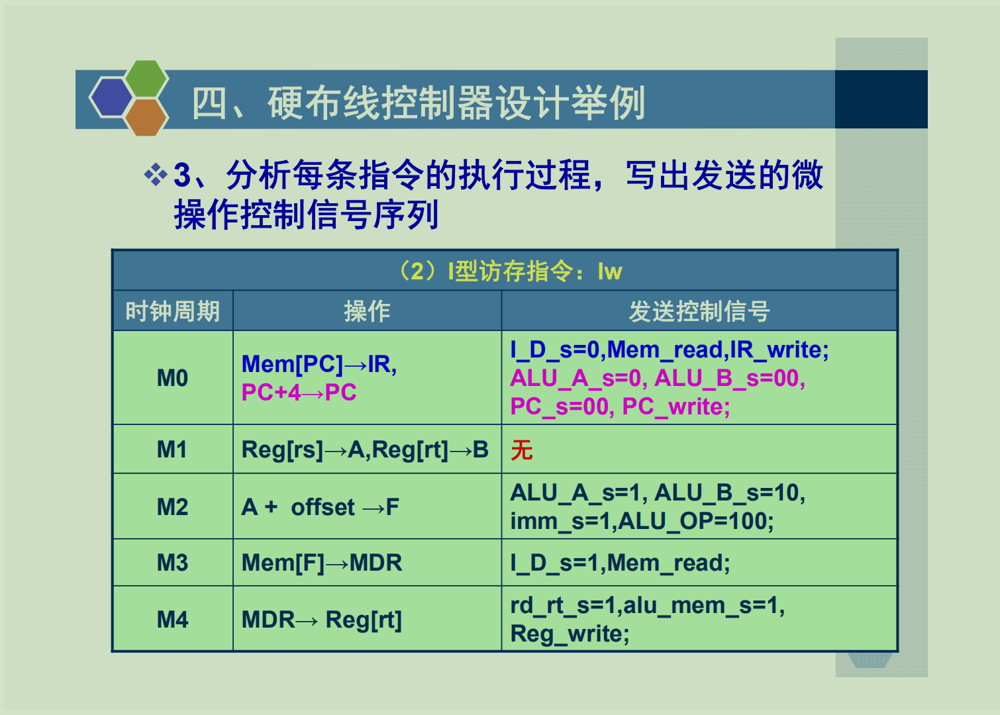 四、硬布线控制器设计举例
3、分析每条指令的执行过程，写出发送的微
操作控制信号序列
（2）I型访存指令：lw
时钟周期 操作 发送控制信号
M0
Mem[PC]→IR,
PC+4→PC
I_D_s=0,Mem_read,IR_write;
ALU_A_s=0, ALU_B_s=00,
PC_s=00, PC_write;
M1 Reg[rs]→A,Reg[rt]→B 无
M2 A + offset →F
ALU_A_s=1, ALU_B_s=10,
imm_s=1,ALU_OP=100;
M3 Mem[F]→MDR I_D_s=1,Mem_read;
M4 MDR→ Reg[rt]
rd_rt_s=1,alu_mem_s=1,
Reg_write;